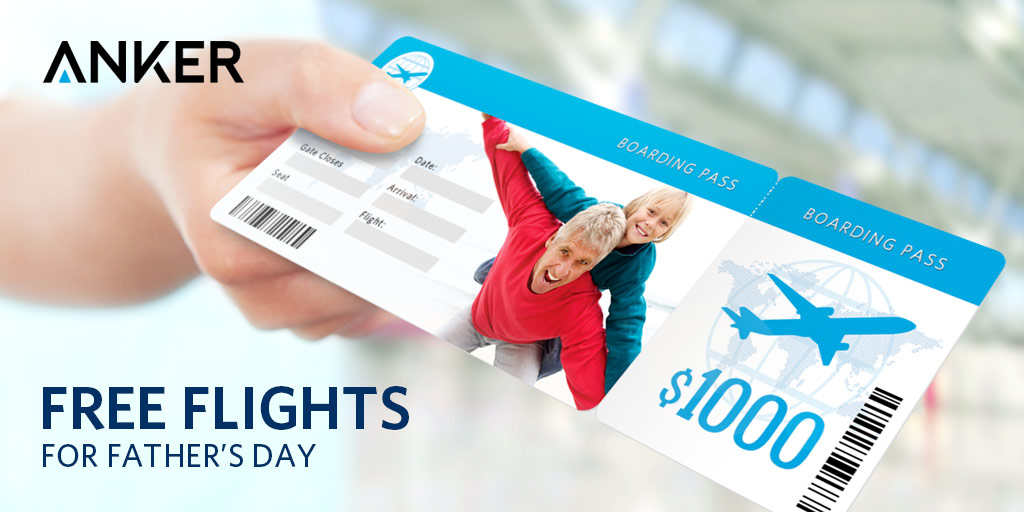 ANKER
BOARDING PASS
Gate Closes
Date:
Seat
Arrival:
Flight:
BOARDING PASS
$1000
FREE FLIGHTS
FOR FATHER'S DAY